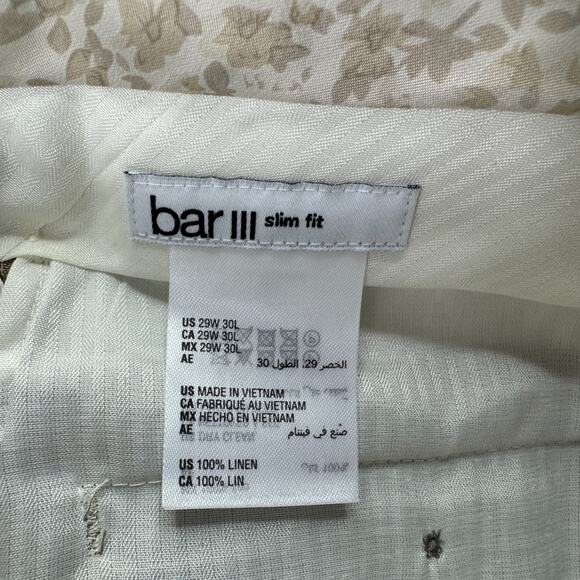 bar III slim fit
US 29W 30L
CA 29W 30L
MX 29W 30L
AE الخصر 29، الطول 30
US MADE IN VIETNAM
CA FABRIQUÉ AU VIETNAM
MX HECHO EN VIETNAM
AE صُنع في فيتنام
US 100% LINEN
CA 100% LIN